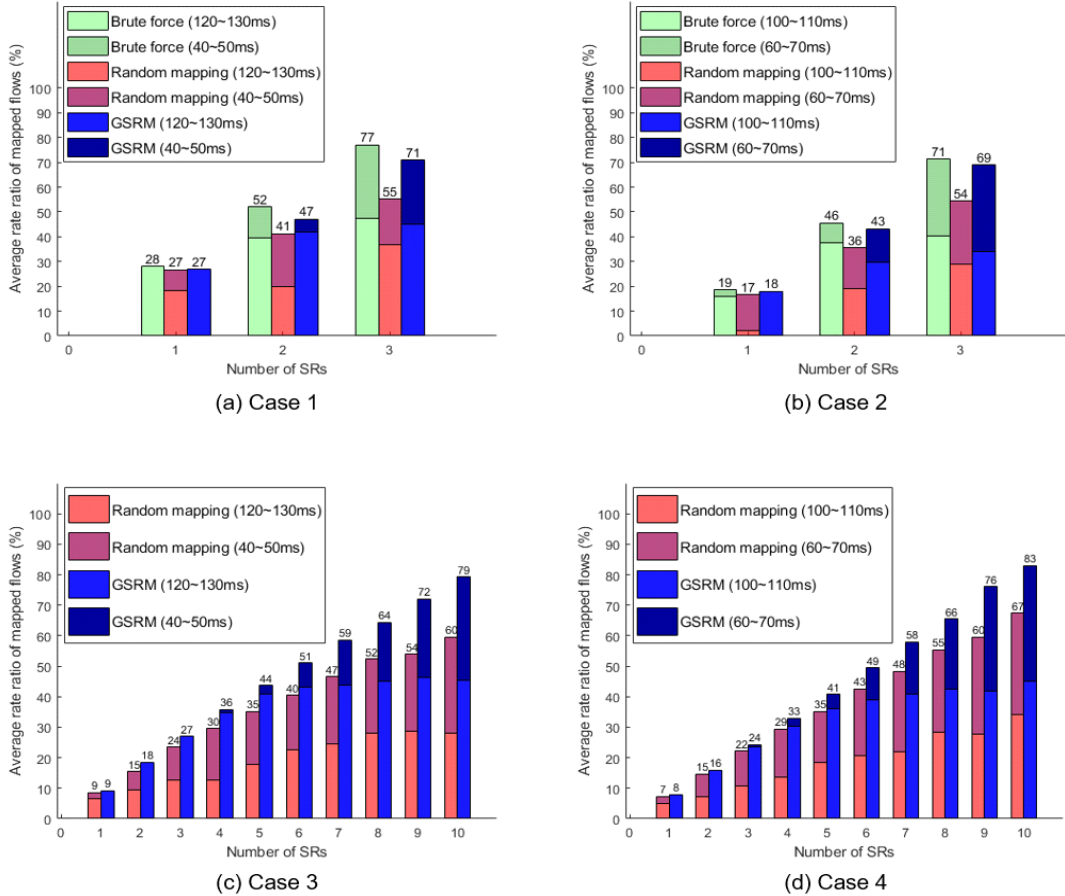 Brute force (120~130ms)
Brute force (40~50ms)
Random mapping (120~130ms)
Random mapping (40~50ms)
GSRM (120~130ms)
GSRM (40~50ms)
Average rate ratio of mapped flows (%)
100
90
80
70
60
50
40
30
20
10
0
28 27 27
52 41 47
77 55 71
0 1 2 3
Number of SRs
(a) Case 1
Brute force (100~110ms)
Brute force (60~70ms)
Random mapping (100~110ms)
Random mapping (60~70ms)
GSRM (100~110ms)
GSRM (60~70ms)
Average rate ratio of mapped flows (%)
100
90
80
70
60
50
40
30
20
10
0
19 17 18
46 36 43
71 54 69
0 1 2 3
Number of SRs
(b) Case 2
Random mapping (120~130ms)
Random mapping (40~50ms)
GSRM (120~130ms)
GSRM (40~50ms)
Average rate ratio of mapped flows (%)
100
90
80
70
60
50
40
30
20
10
0
9 9
15 18
24 27
30 36
35 44
40 51
47 59
52 64
54 72
60 79
0 1 2 3 4 5 6 7 8 9 10
Number of SRs
(c) Case 3
Random mapping (100~110ms)
Random mapping (60~70ms)
GSRM (100~110ms)
GSRM (60~70ms)
Average rate ratio of mapped flows (%)
100
90
80
70
60
50
40
30
20
10
0
7 8
15 16
22 24
29 33
35 41
43 49
48 58
55 66
60 76
67 83
0 1 2 3 4 5 6 7 8 9 10
Number of SRs
(d) Case 4